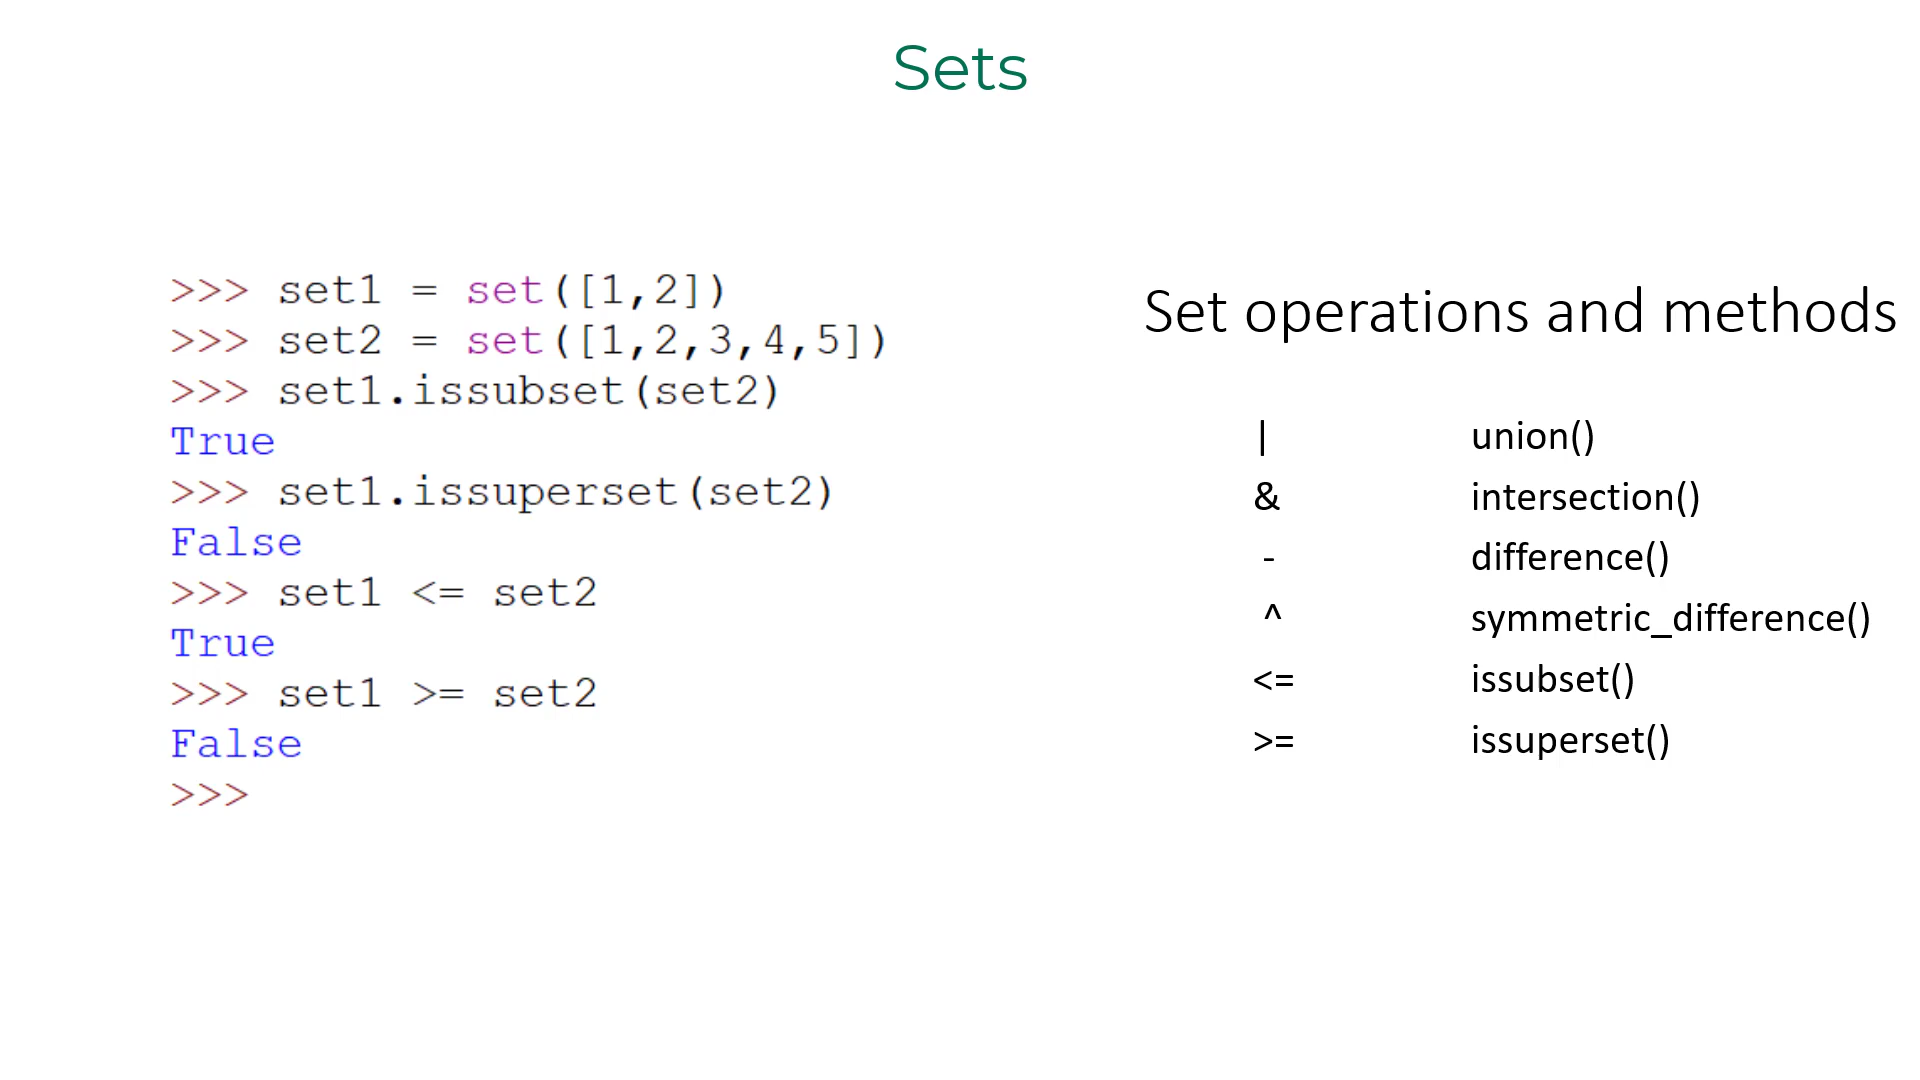 Sets
>>> set1 = set([1,2])
>>> set2 = set([1,2,3,4,5])
>>> set1.issubset(set2)
True
>>> set1.issuperset(set2)
False
>>> set1 <= set2
True
>>> set1 >= set2
False
>>>
Set operations and methods
| union()
& intersection()
- difference()
^ symmetric_difference()
<= issubset()
>= issuperset()